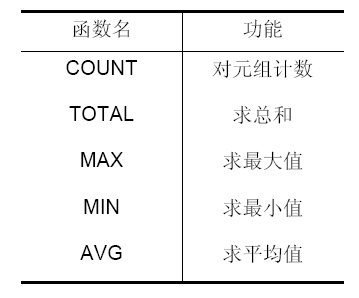 函数名 功能
COUNT 对元组计数
TOTAL 求总和
MAX 求最大值
MIN 求最小值
AVG 求平均值